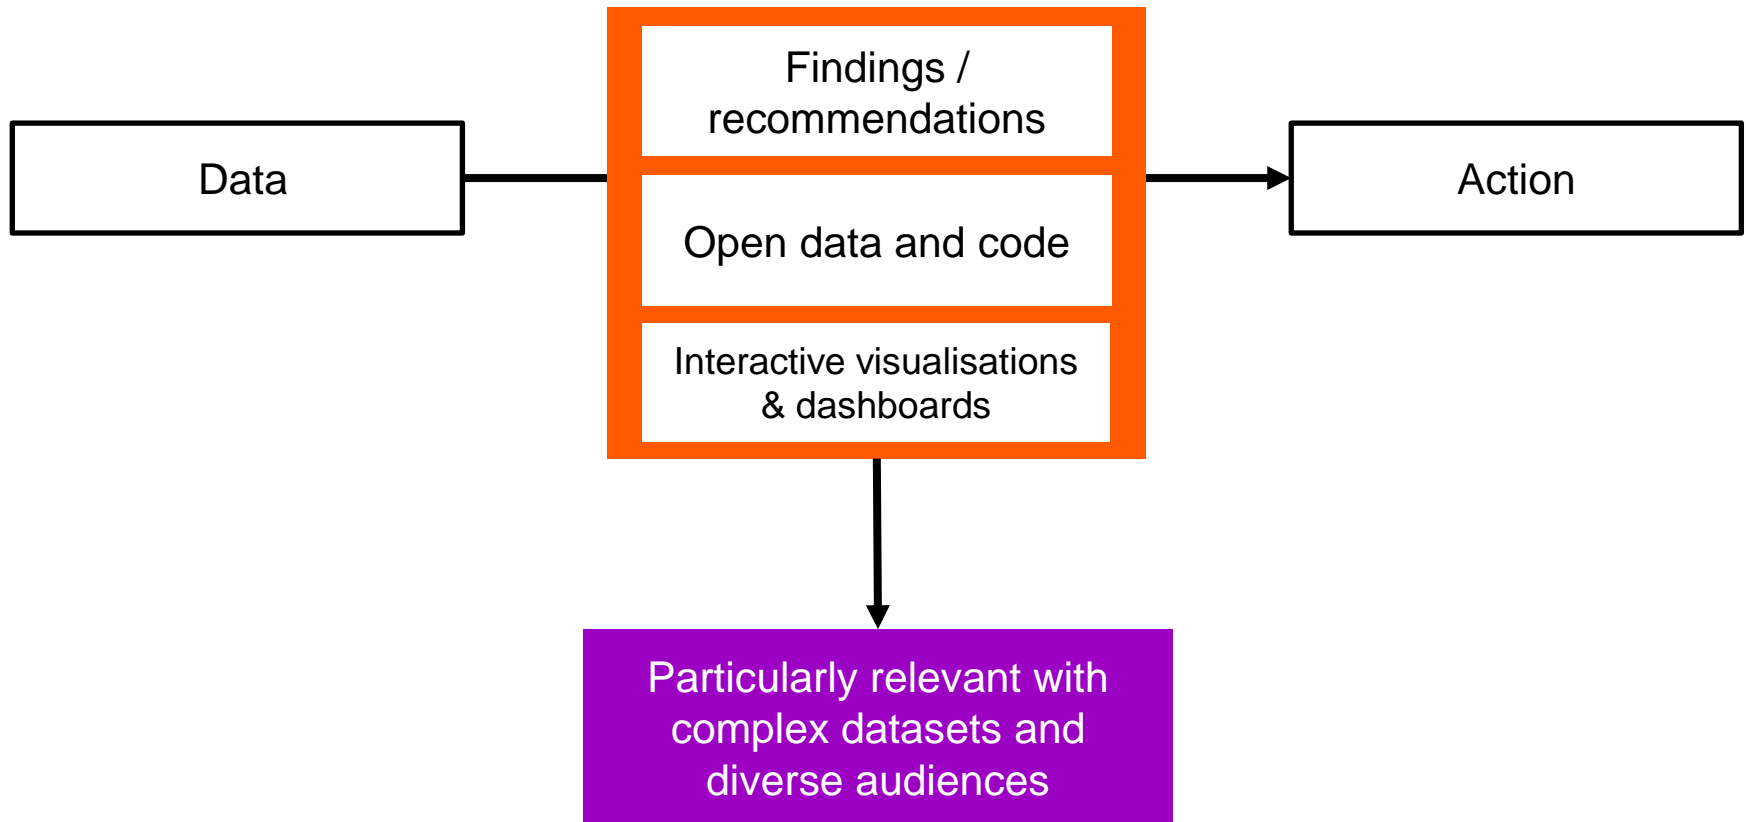 Findings /
recommendations
Data
Action
Open data and code
Interactive visualisations
& dashboards
Particularly relevant with
complex datasets and
diverse audiences